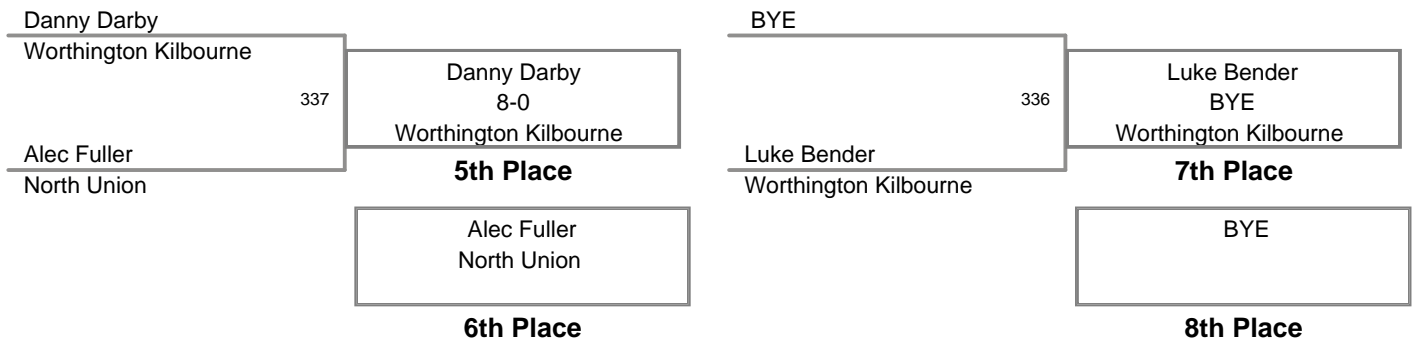 Danny Darby
Worthington Kilbourne
337
Danny Darby
8-0
Worthington Kilbourne
Alec Fuller
North Union
5th Place
Alec Fuller
North Union
6th Place
BYE
336
Luke Bender
BYE
Worthington Kilbourne
Luke Bender
Worthington Kilbourne
7th Place
BYE
8th Place